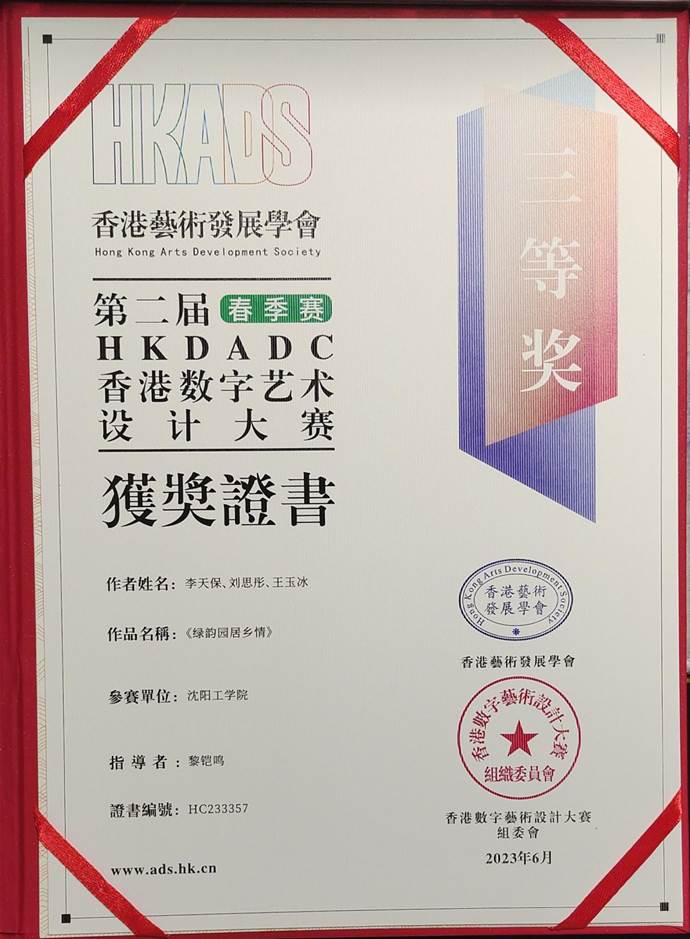 HKADS
香港藝術發展學會
Hong Kong Arts Development Society
第二届 春季赛
HKDADC
香港数字艺术
设计大赛
獲獎證書
三等奖
作者姓名：李天保、刘思彤、王玉冰
作品名稱：《绿韵园居乡情》
參賽單位：沈阳工学院
指導者：黎铠鸣
證書編號：HC233357
www.ads.hk.cn
Hong Kong Arts Development Society
香港藝術
發展學會
香港藝術發展學會
香港數字藝術設計大賽
組織委員會
香港數字藝術設計大賽
組委會
2023年6月